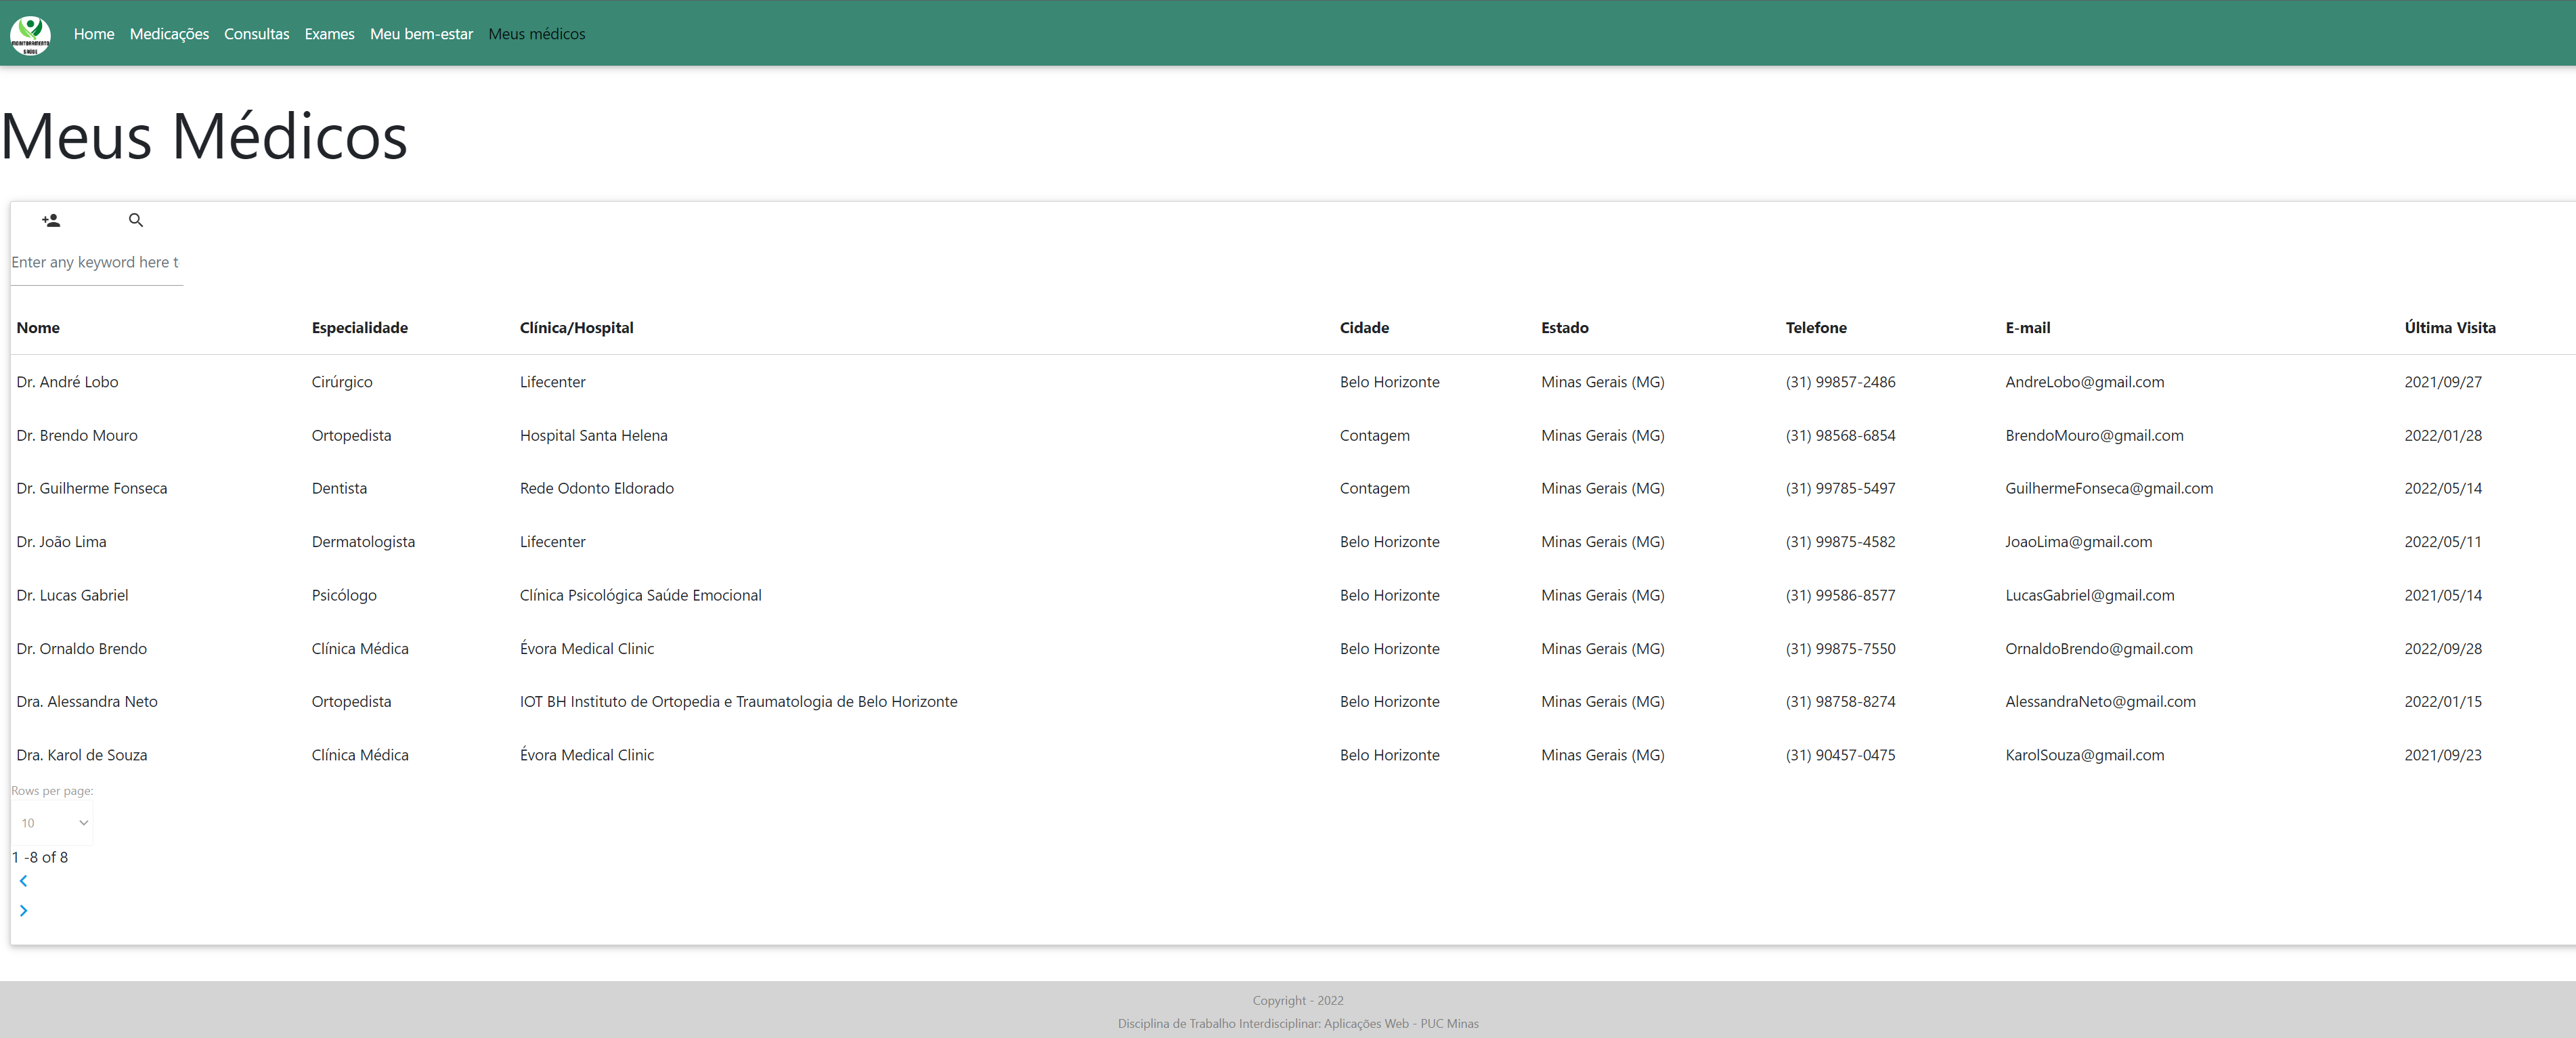 MONITORAMENTO
SAÚDE
Home Medicações Consultas Exames Meu bem-estar Meus médicos
Meus Médicos
Enter any keyword here t
Nome Especialidade Clínica/Hospital Cidade Estado Telefone E-mail Última Visita
Dr. André Lobo Cirúrgico Lifecenter Belo Horizonte Minas Gerais (MG) (31) 99857-2486 AndreLobo@gmail.com 2021/09/27
Dr. Brendo Mouro Ortopedista Hospital Santa Helena Contagem Minas Gerais (MG) (31) 98568-6854 BrendoMouro@gmail.com 2022/01/28
Dr. Guilherme Fonseca Dentista Rede Odonto Eldorado Contagem Minas Gerais (MG) (31) 99785-5497 GuilhermeFonseca@gmail.com 2022/05/14
Dr. João Lima Dermatologista Lifecenter Belo Horizonte Minas Gerais (MG) (31) 99875-4582 JoaoLima@gmail.com 2022/05/11
Dr. Lucas Gabriel Psicólogo Clínica Psicológica Saúde Emocional Belo Horizonte Minas Gerais (MG) (31) 99586-8577 LucasGabriel@gmail.com 2021/05/14
Dr. Ornaldo Brendo Clínica Médica Évora Medical Clinic Belo Horizonte Minas Gerais (MG) (31) 99875-7550 OrnaldoBrendo@gmail.com 2022/09/28
Dra. Alessandra Neto Ortopedista IOT BH Instituto de Ortopedia e Traumatologia de Belo Horizonte Belo Horizonte Minas Gerais (MG) (31) 98758-8274 AlessandraNeto@gmail.com 2022/01/15
Dra. Karol de Souza Clínica Médica Évora Medical Clinic Belo Horizonte Minas Gerais (MG) (31) 90457-0475 KarolSouza@gmail.com 2021/09/23
Rows per page:
10
1 -8 of 8
Copyright - 2022
Disciplina de Trabalho Interdisciplinar: Aplicações Web - PUC Minas